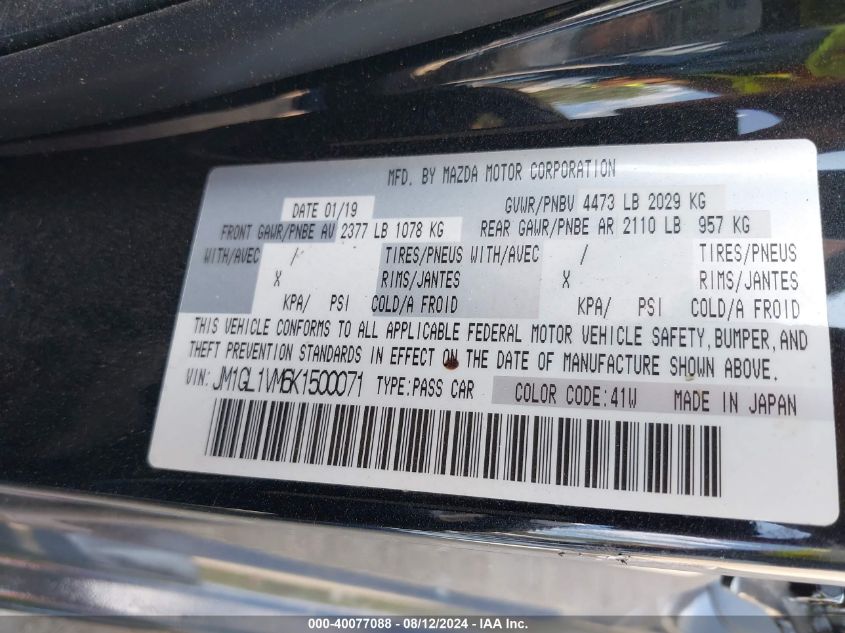 MFD. BY MAZDA MOTOR CORPORATION
DATE 01/19 GVWR/PNBV 4473 LB 2029 KG
FRONT GAWR/PNBE AV 2377 LB 1078 KG REAR GAWR/PNBE AR 2110 LB 957 KG
WITH/AVEC / TIRES/PNEUS WITH/AVEC / TIRES/PNEUS
X RIMS/JANTES X RIMS/JANTES
KPA/ PSI COLD/A FROID KPA/ PSI COLD/A FROID
THIS VEHICLE CONFORMS TO ALL APPLICABLE FEDERAL MOTOR VEHICLE SAFETY, BUMPER, AND
THEFT PREVENTION STANDARDS IN EFFECT ON THE DATE OF MANUFACTURE SHOWN ABOVE.
VIN: JM1GL1VM6K1500071 TYPE:PASS CAR COLOR CODE:41W MADE IN JAPAN
000-40077088 - 08/12/2024 - IAA Inc.